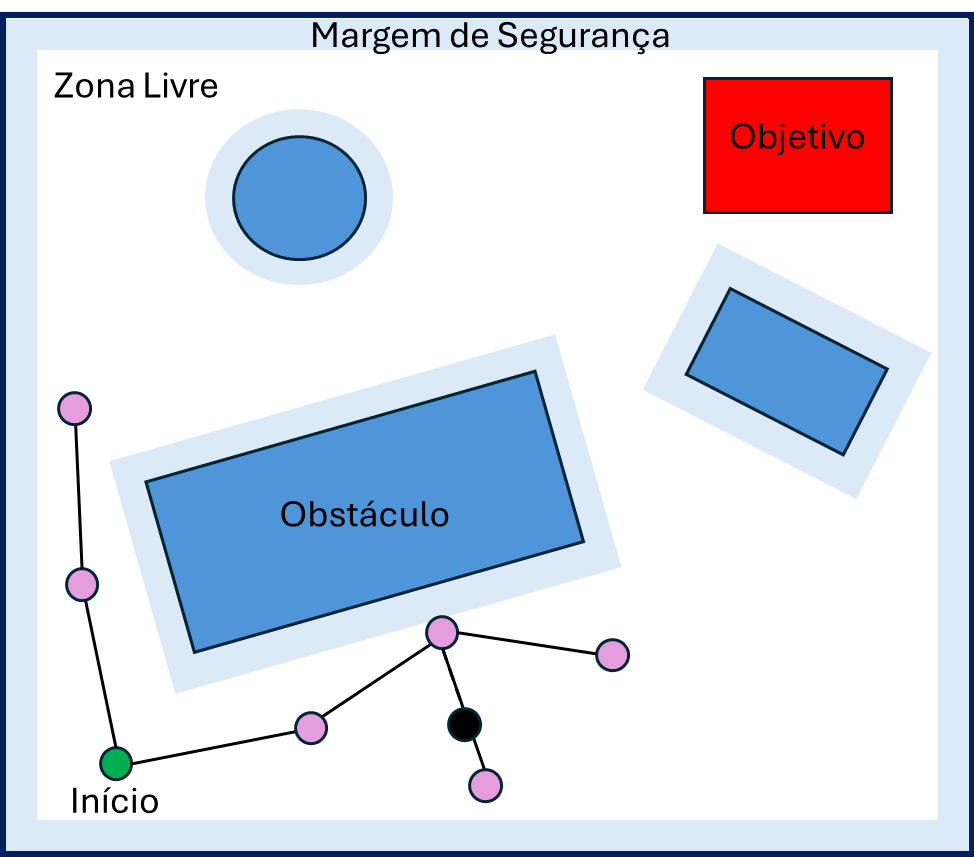 Margem de Segurança
Zona Livre
Objetivo
Obstáculo
Início